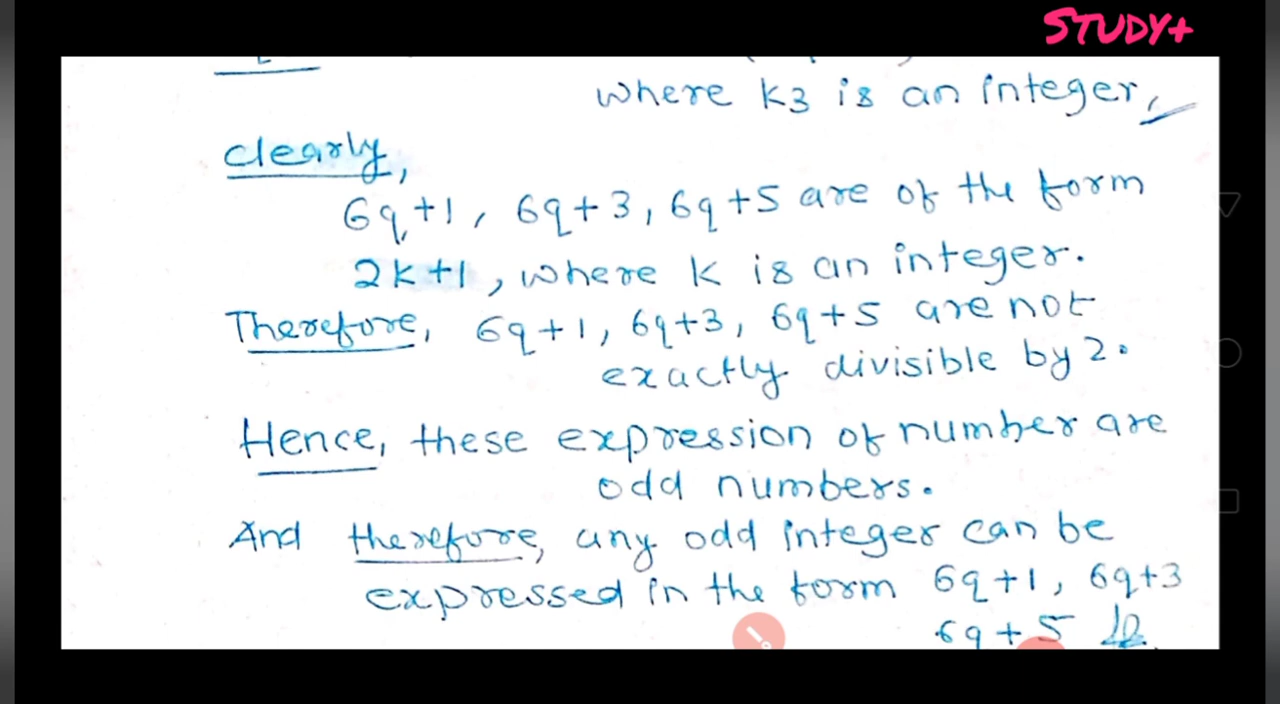 STUDY+
where k3 is an integer,
clearly,
6q+1, 6q+3, 6q+5 are of the form
2k+1, where k is an integer.
Therefore, 6q+1, 6q+3, 6q+5 are not
exactly divisible by 2.
Hence, these expression of number are
odd numbers.
And therefore, any odd integer can be
expressed in the form 6q+1, 6q+3
6q+5